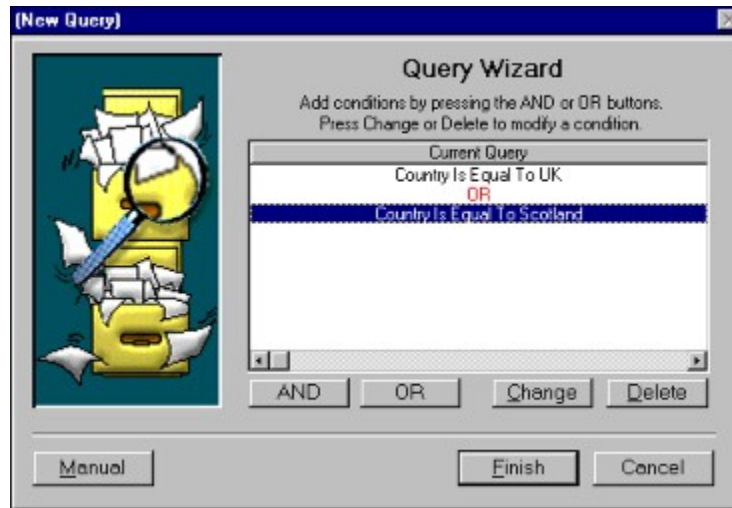 (New Query)
Query Wizard
Add conditions by pressing the AND or OR buttons.
Press Change or Delete to modify a condition.
Current Query
Country Is Equal To UK
OR
Country Is Equal To Scotland
AND OR Change Delete
Manual Finish Cancel